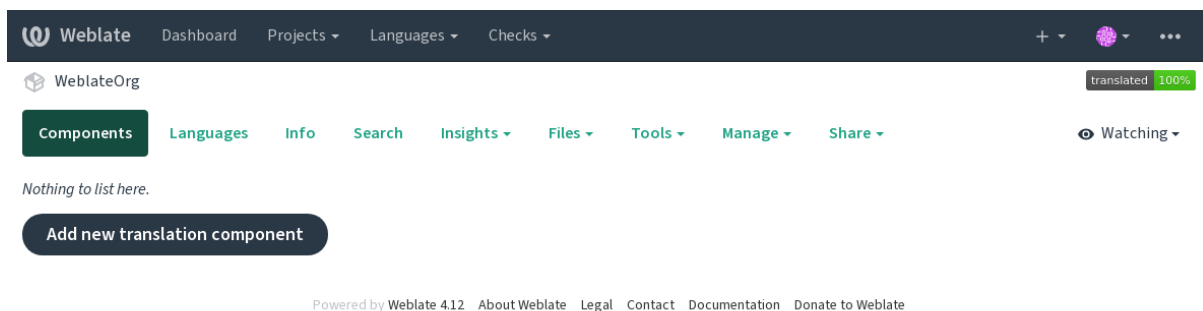 Weblate Dashboard Projects Languages Checks
WeblateOrg translated 100%
Components Languages Info Search Insights Files Tools Manage Share Watching
Nothing to list here.
Add new translation component
Powered by Weblate 4.12 About Weblate Legal Contact Documentation Donate to Weblate